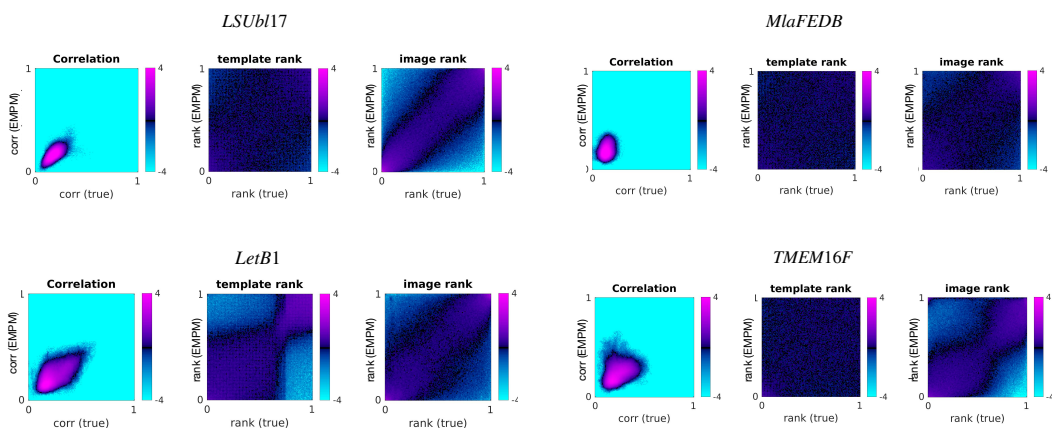 LSUbl17
MlaFEDB
Correlation
template rank
image rank
Correlation
template rank
image rank
1
4
1
4
1
4
1
4
1
4
1
4
corr (EMPM)
rank (EMPM)
rank (EMPM)
corr (EMPM)
rank (EMPM)
rank (EMPM)
0
-4
0
-4
0
-4
-4
0
-4
-4
0
1
0
1
0
1
0
1
0
1
0
1
corr (true)
rank (true)
rank (true)
corr (true)
rank (true)
rank (true)
LetB1
TMEM16F
Correlation
template rank
image rank
Correlation
template rank
image rank
4
1
4
1
4
1
4
1
4
1
4
corr (EMPM)
rank (EMPM)
rank (EMPM)
corr (EMPM)
rank (EMPM)
rank (EMPM)
0
-4
0
-4
0
0
-4
0
-4
0
-4
0
1
0
1
0
1
0
1
0
1
0
1
corr (true)
rank (true)
rank (true)
corr (true)
rank (true)
rank (true)